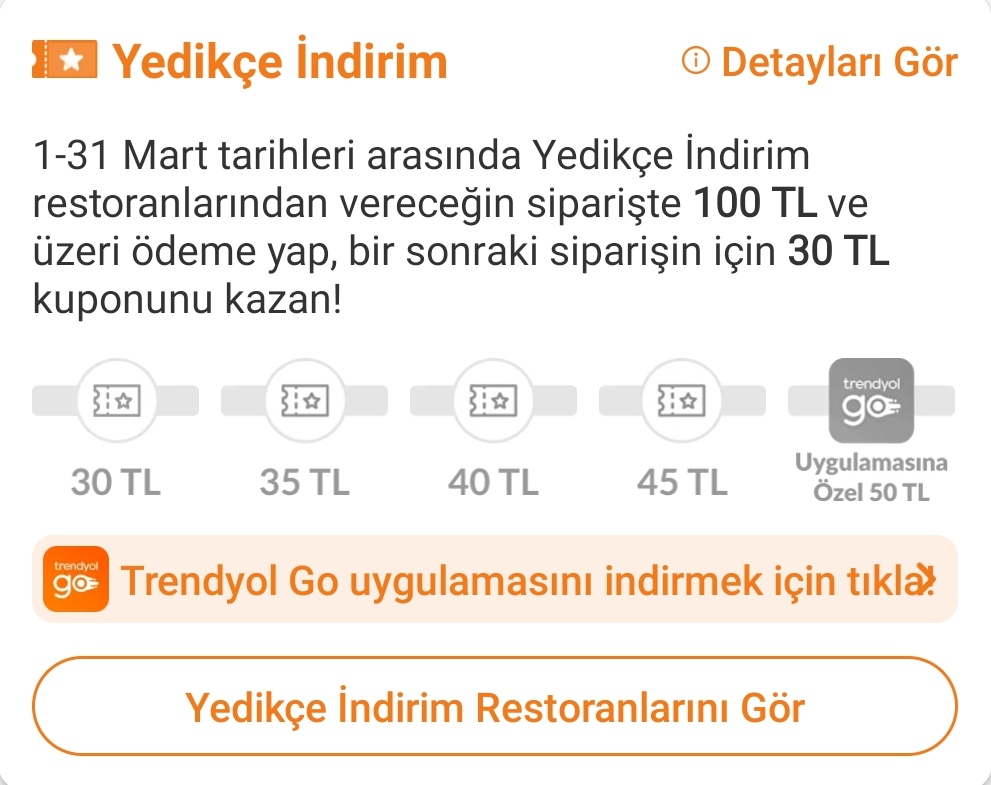 Yedikçe İndirim
Detayları Gör
1-31 Mart tarihleri arasında Yedikçe İndirim
restoranlarından vereceğin siparişte 100 TL ve
üzeri ödeme yap, bir sonraki siparişin için 30 TL
kuponunu kazan!
30 TL
35 TL
40 TL
45 TL
trendyol
go
Uygulamasına
Özel 50 TL
trendyol
go
Trendyol Go uygulamasını indirmek için tıkla!
Yedikçe İndirim Restoranlarını Gör